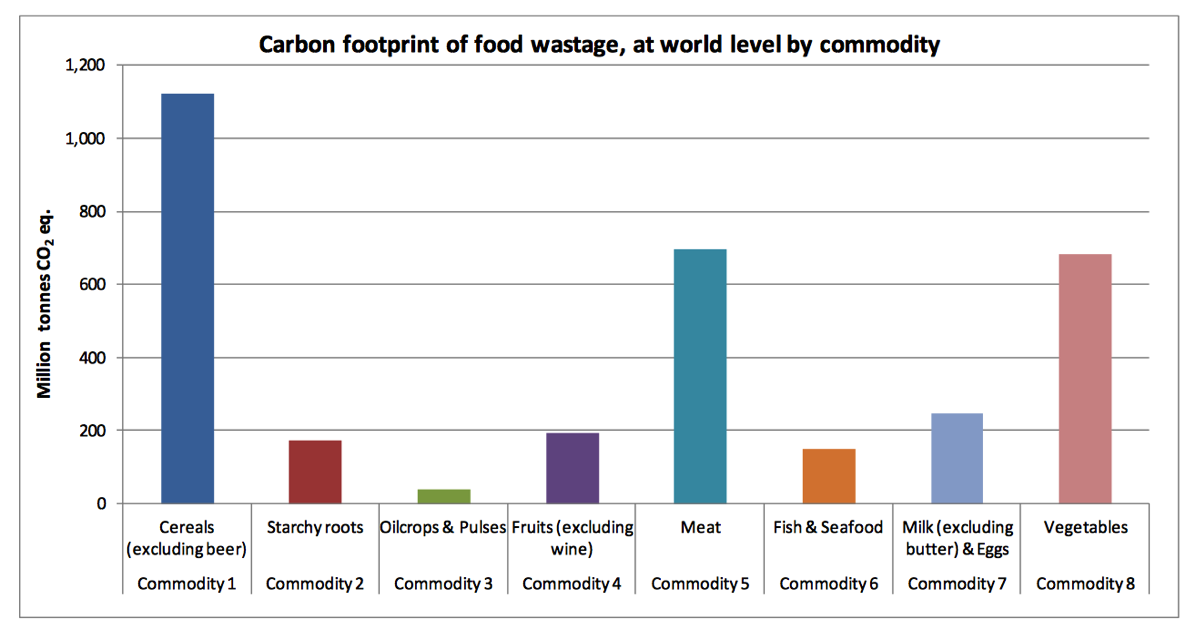 Carbon footprint of food wastage, at world level by commodity
Million tonnes CO₂ eq.
1,200
1,000
800
600
400
200
0
Cereals
(excluding beer)
Commodity 1
Starchy roots
Commodity 2
Oilcrops & Pulses
Commodity 3
Fruits (excluding
wine)
Commodity 4
Meat
Commodity 5
Fish & Seafood
Commodity 6
Milk (excluding
butter) & Eggs
Commodity 7
Vegetables
Commodity 8